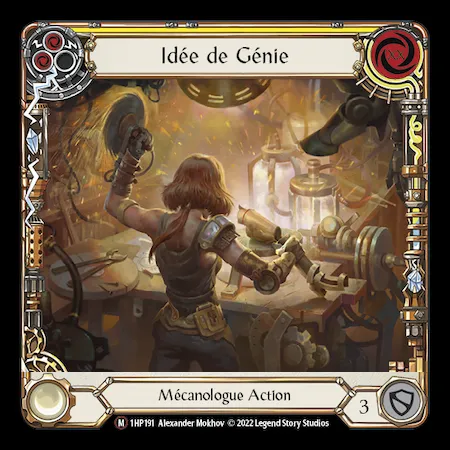 Idée de Génie
Mécanologue Action
3
M 1HP191 Alexander Mokhov © 2022 Legend Story Studios